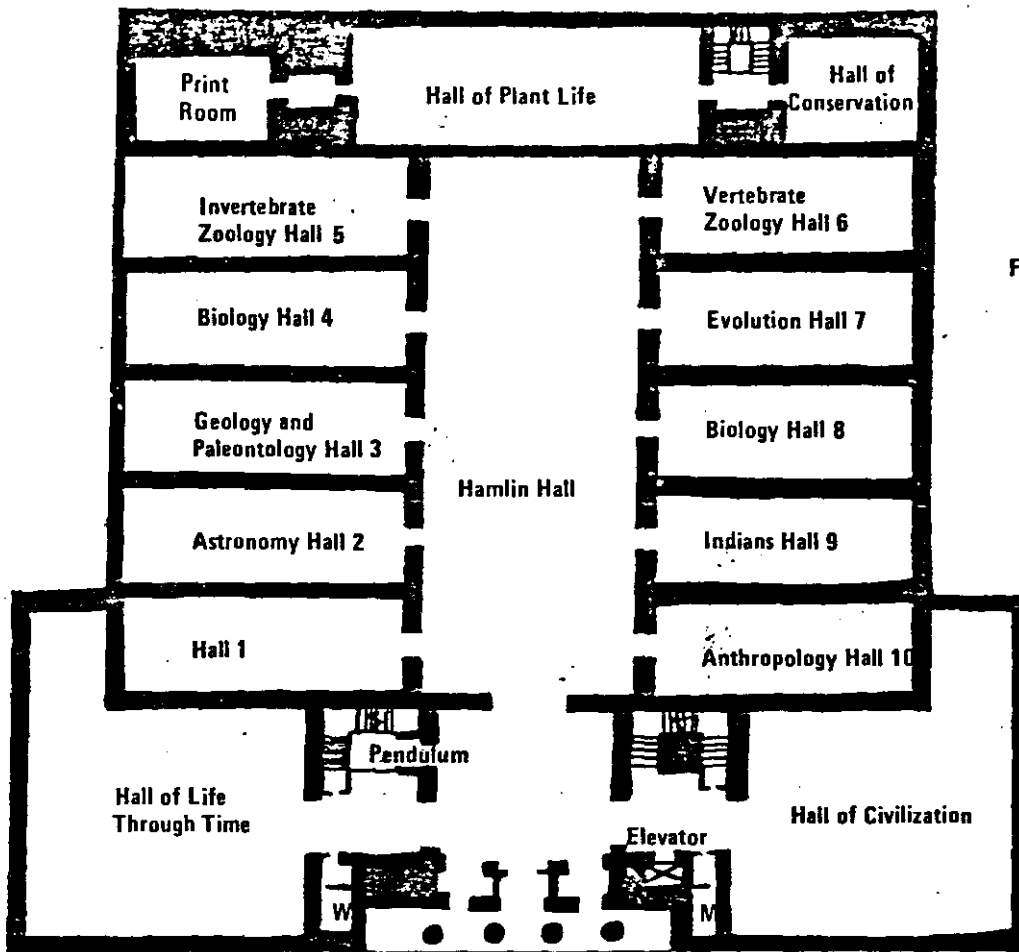 Print
Room
Hall of Plant Life
Hall of
Conservation
Invertebrate
Zoology Hall 5
Vertebrate
Zoology Hall 6
F
Biology Hall 4
Evolution Hall 7
Geology and
Paleontology Hall 3
Biology Hall 8
Hamlin Hall
Astronomy Hall 2
Indians Hall 9
Hall 1
Anthropology Hall 10
Pendulum
Hall of Life
Through Time
Hall of Civilization
Elevator
W
M